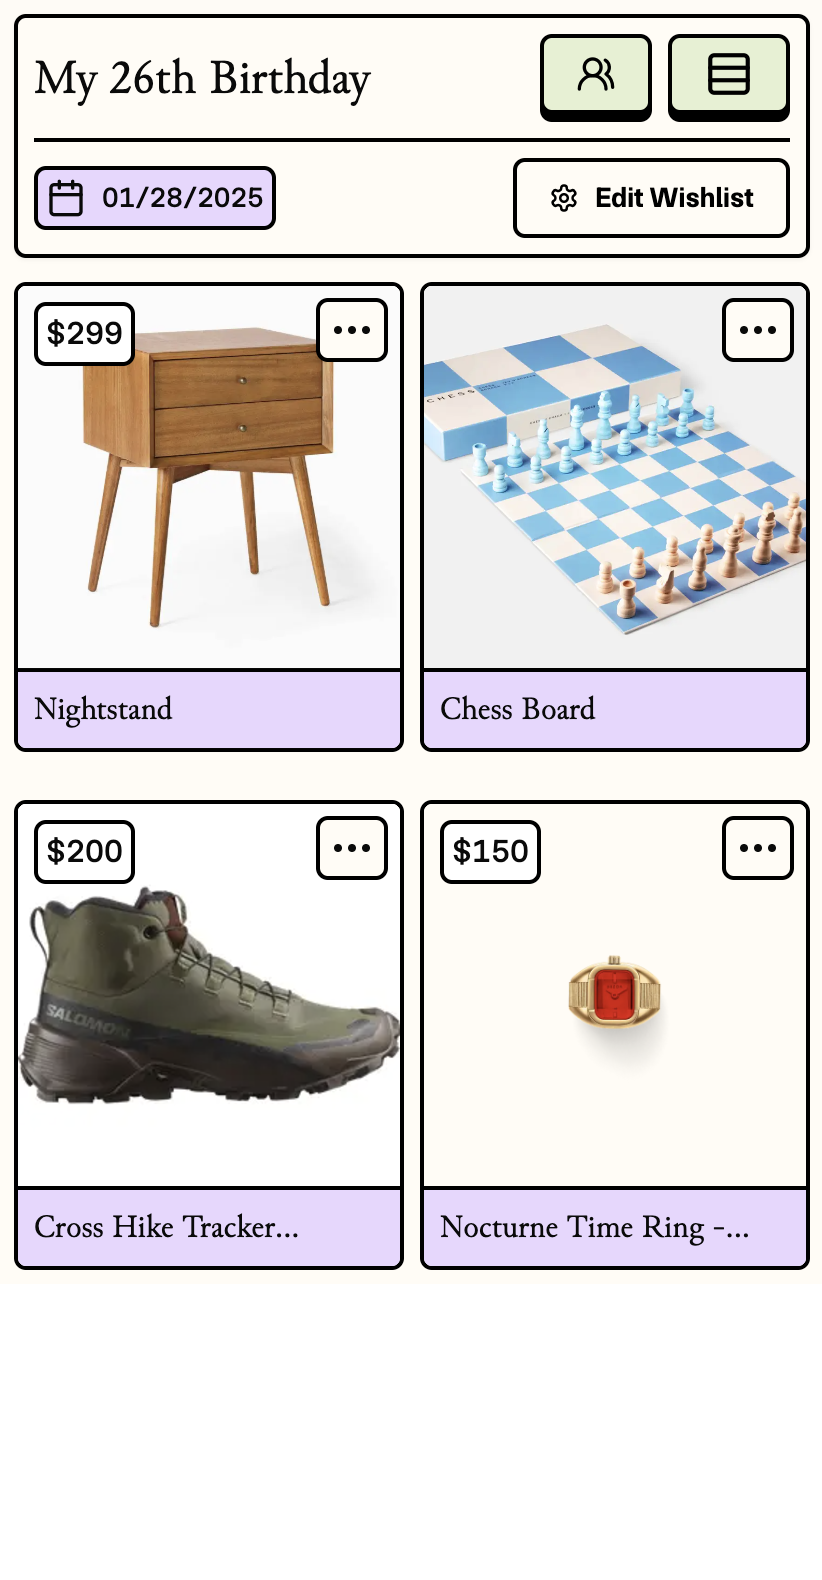 My 26th Birthday
01/28/2025
Edit Wishlist
$299
CHESS
Nightstand
Chess Board
$200
$150
SALOMON
Cross Hike Tracker...
Nocturne Time Ring -...